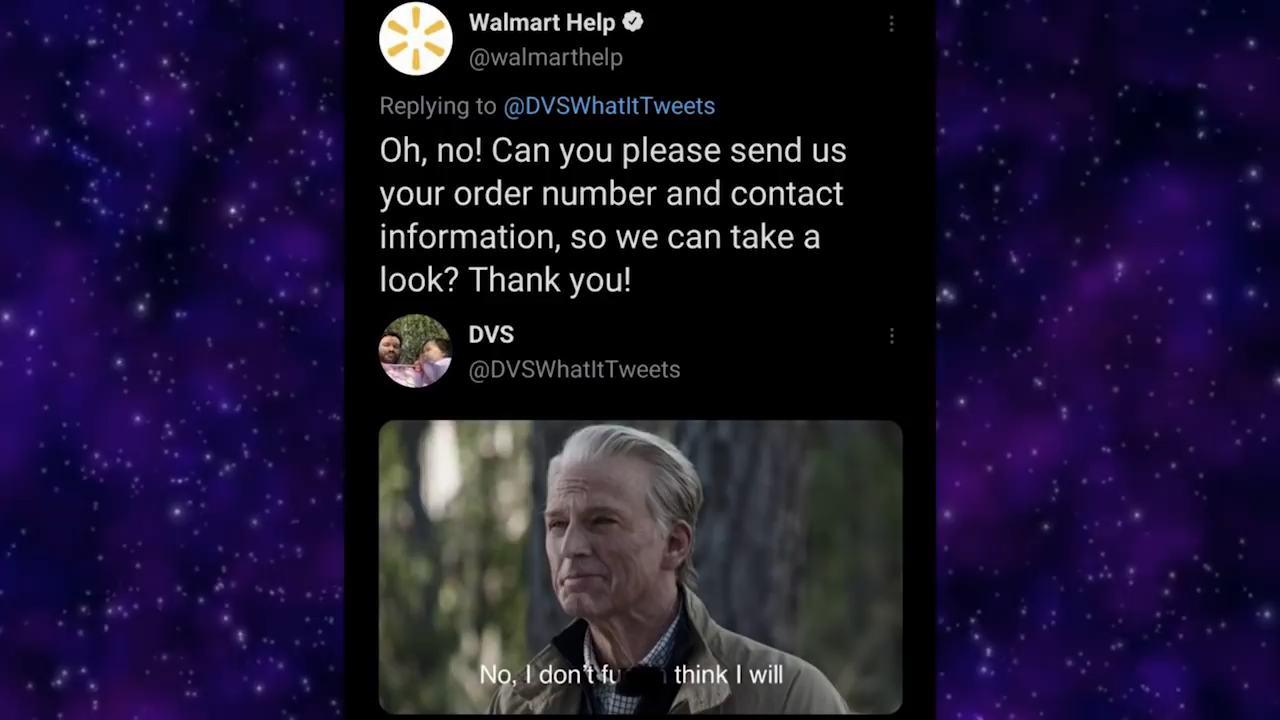 Walmart Help
@walmarthelp
Replying to @DVSWhatItTweets
Oh, no! Can you please send us
your order number and contact
information, so we can take a
look? Thank you!
DVS
@DVSWhatItTweets
No, I don't fu think I will